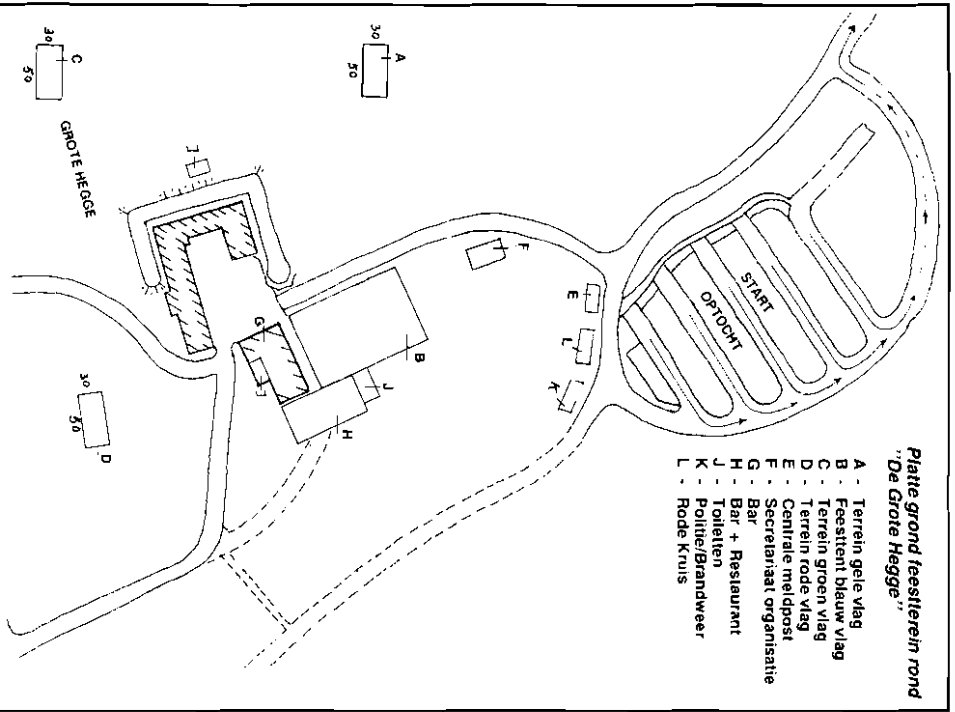 Platte grond feestterrein rond
"De Grote Hegge"
A - Terrein gele vlag
B - Feesttent blauw vlag
C - Terrein groen vlag
D - Terrein rode vlag
E - Centrale meldpost
F - Secretariaat organisatie
G - Bar
H - Bar + Restaurant
J - Toiletten
K - Politie/Brandweer
L - Rode Kruis
START
OPTOCHT
E
L
K
F
B
J
H
G
J
J
GROTE HEGGE
A
30
50
C
30
50
D
30
50